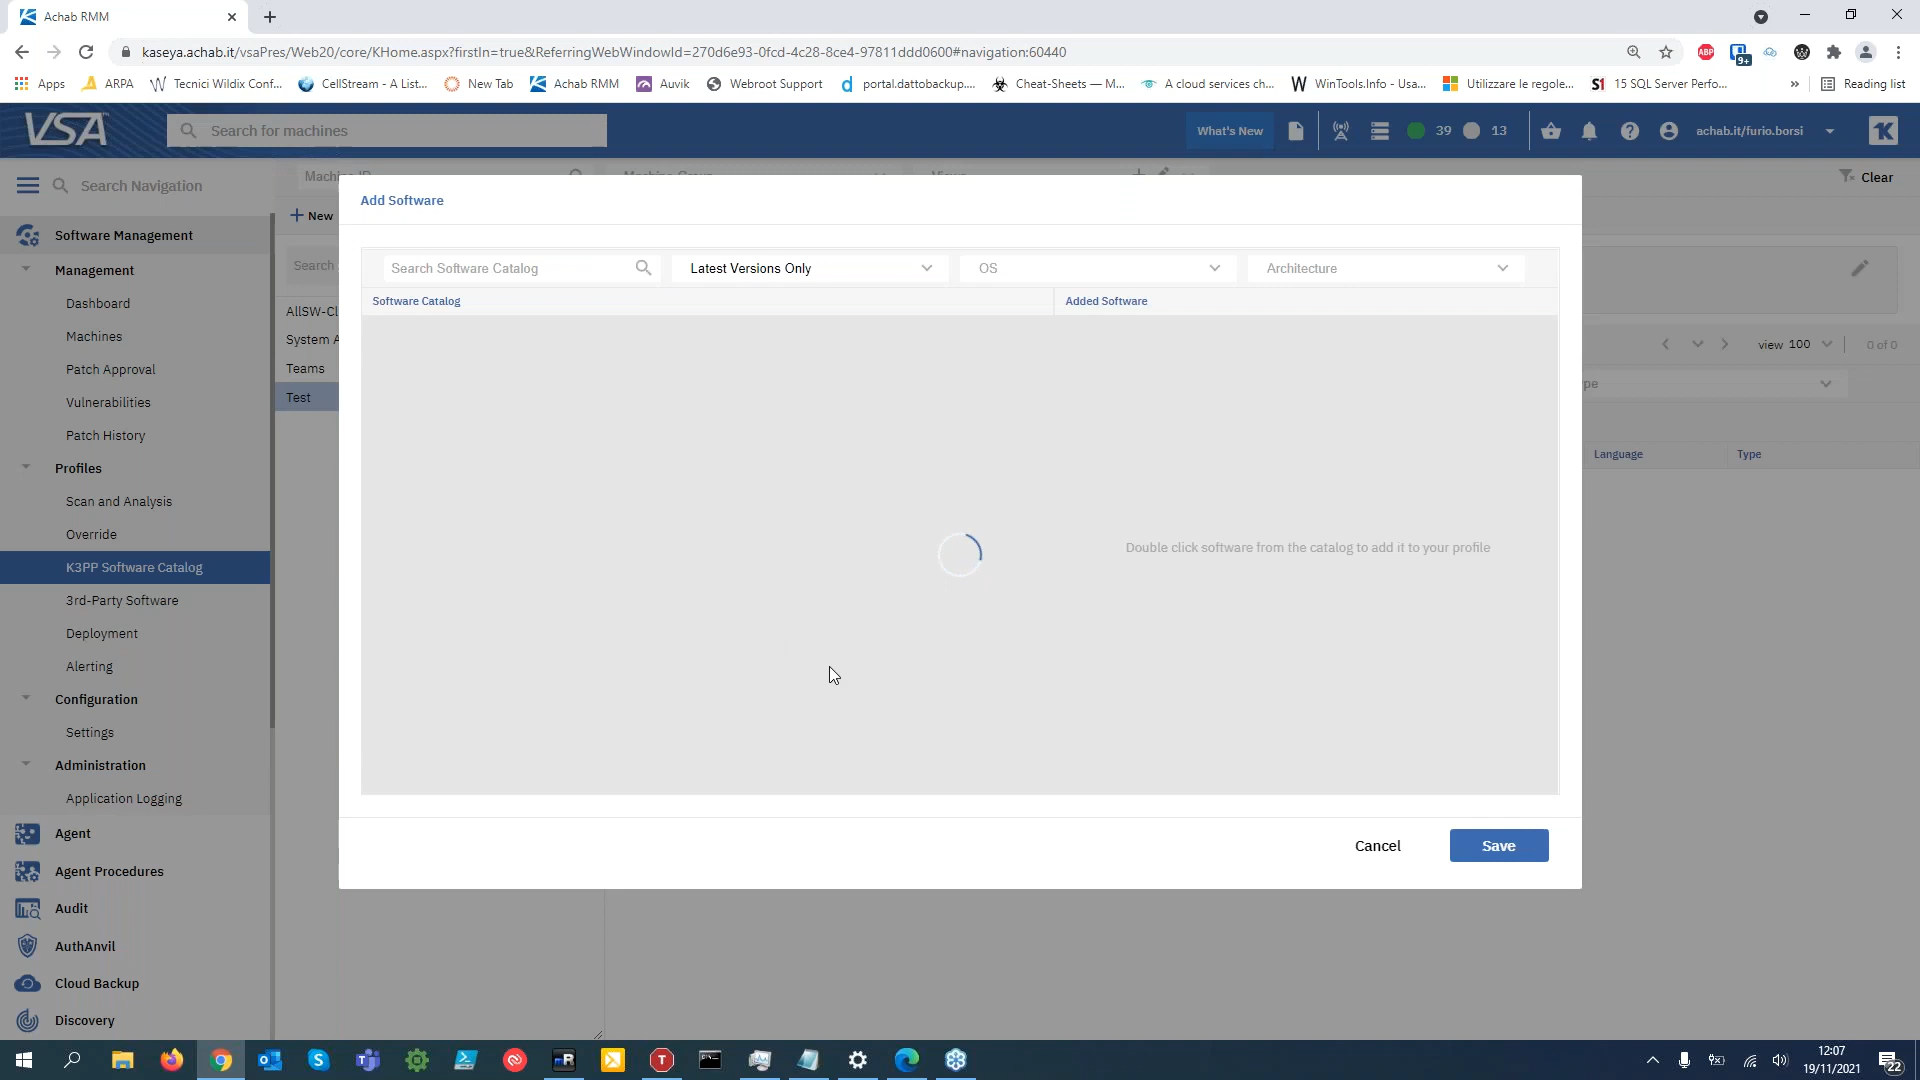 Achab RMM
kaseya.achab.it/vsaPres/Web20/core/KHome.aspx?firstIn=true&ReferringWebWindowId=270d6e93-0fcd-4c28-8ce4-97811ddd0600#navigation:60440
ABP
9+
Apps
ARPA
Tecnici Wildix Conf...
CellStream - A List...
New Tab
Achab RMM
Auvik
Webroot Support
portal.dattobackup....
Cheat-Sheets — M...
A cloud services ch...
WinTools.Info - Usa...
Utilizzare le regole...
15 SQL Server Perfo...
»
Reading list
VSA
Search for machines
What's New
39
13
achab.it/furio.borsi
Search Navigation
Clear
New
Software Management
Management
Dashboard
Machines
Patch Approval
Vulnerabilities
Patch History
Profiles
Scan and Analysis
Override
K3PP Software Catalog
3rd-Party Software
Deployment
Alerting
Configuration
Settings
Administration
Application Logging
Agent
Agent Procedures
Audit
AuthAnvil
Cloud Backup
Discovery
Search
AllSW-Cl
System A
Teams
Test
Add Software
Search Software Catalog
Latest Versions Only
OS
Architecture
Software Catalog
Added Software
Double click software from the catalog to add it to your profile
Cancel
Save
view 100
0 of 0
pe
Language
Type
12:07
19/11/2021
22